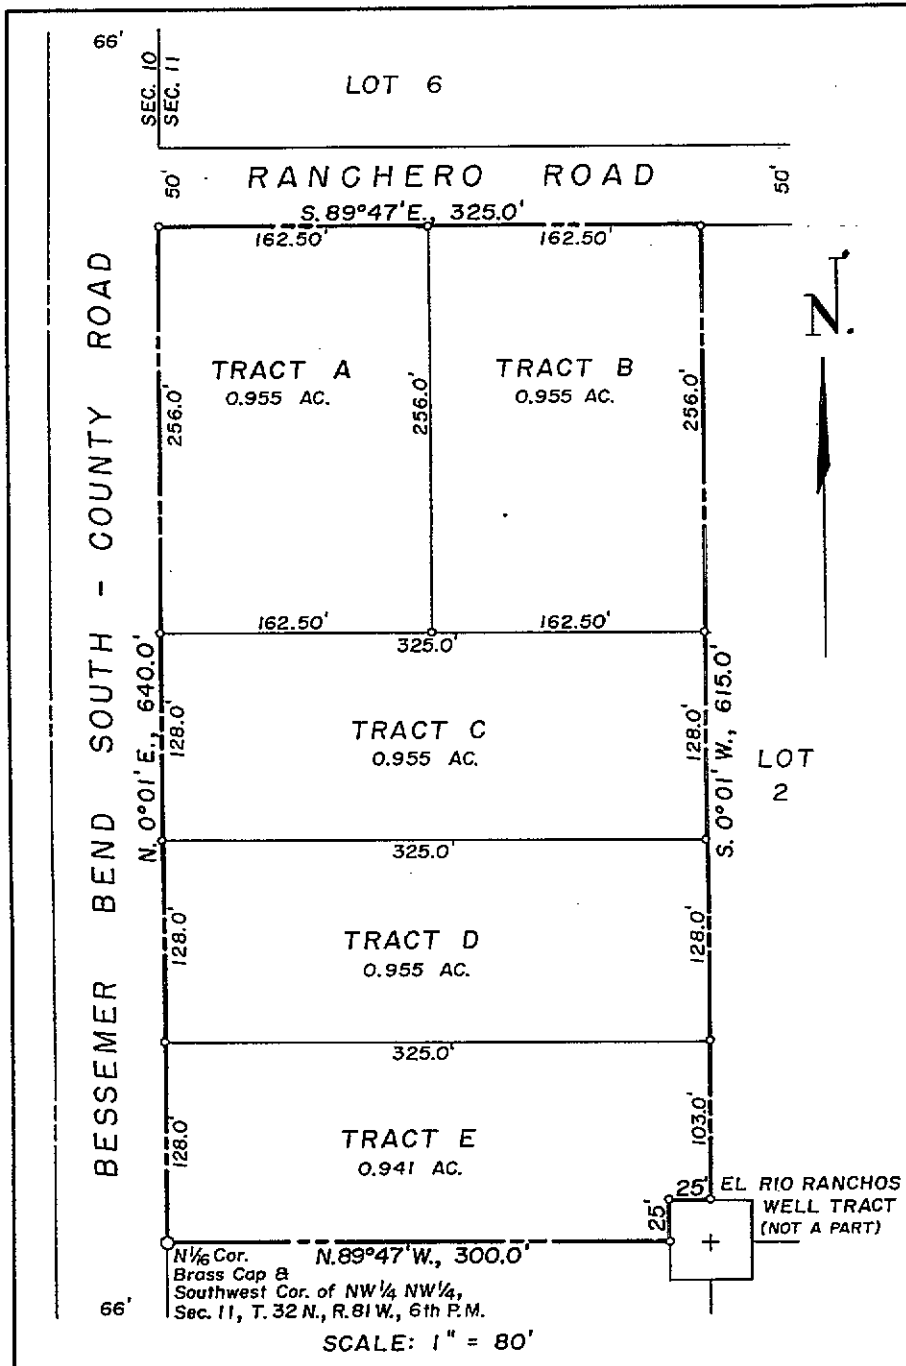 66'
SEC. 10
SEC. 11
LOT 6
50'
RANCHERO ROAD
50'
S. 89°47'E., 325.0'
162.50'
162.50'
N.
BESSEMER BEND SOUTH - COUNTY ROAD
TRACT A
0.955 AC.
TRACT B
0.955 AC.
256.0'
256.0'
256.0'
162.50'
162.50'
325.0'
N. 0°01'E., 640.0'
128.0'
TRACT C
0.955 AC.
128.0'
S. 0°01'W., 615.0'
LOT
2
325.0'
128.0'
TRACT D
0.955 AC.
128.0'
325.0'
128.0'
TRACT E
0.941 AC.
103.0'
25'
25'
EL RIO RANCHOS
WELL TRACT
(NOT A PART)
N.89°47'W., 300.0'
N1/16 Cor.
Brass Cap &
Southwest Cor. of NW1/4 NW1/4,
Sec. 11, T. 32 N., R.81W., 6th P.M.
66'
SCALE: 1" = 80'